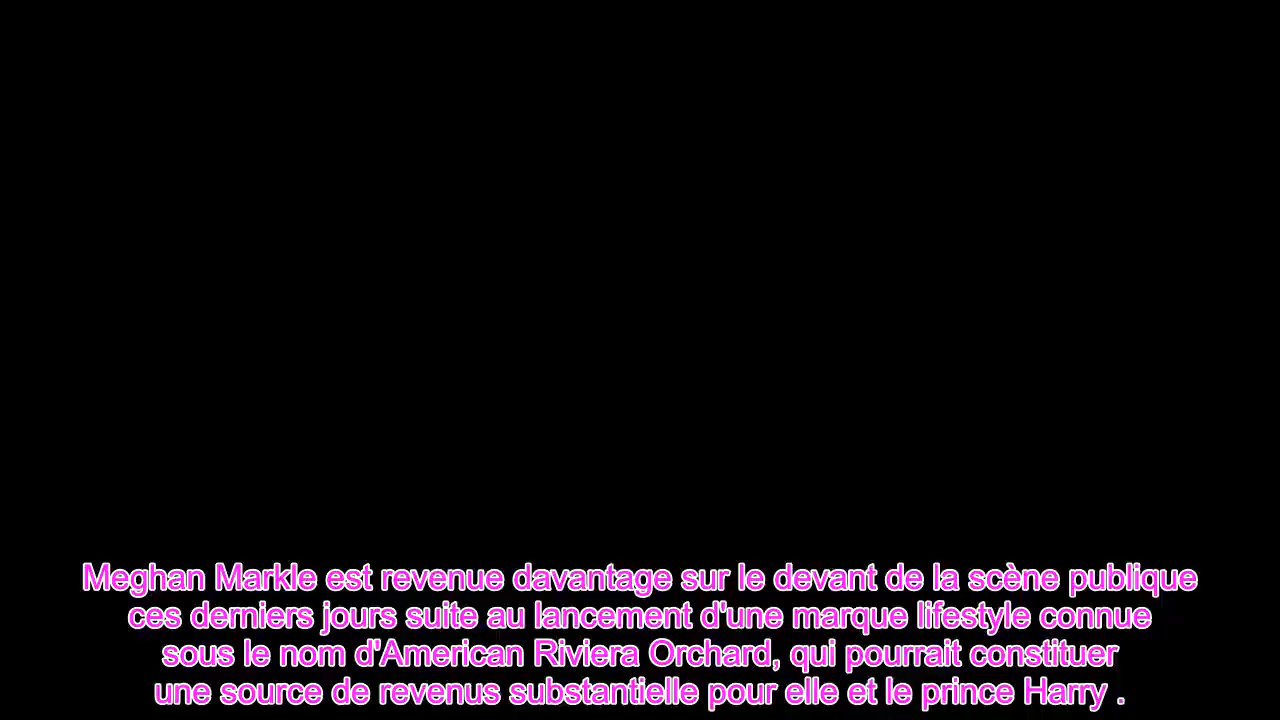 Meghan Markle est revenue davantage sur le devant de la scène publique
ces derniers jours suite au lancement d'une marque lifestyle connue
sous le nom d'American Riviera Orchard, qui pourrait constituer
une source de revenus substantielle pour elle et le prince Harry .